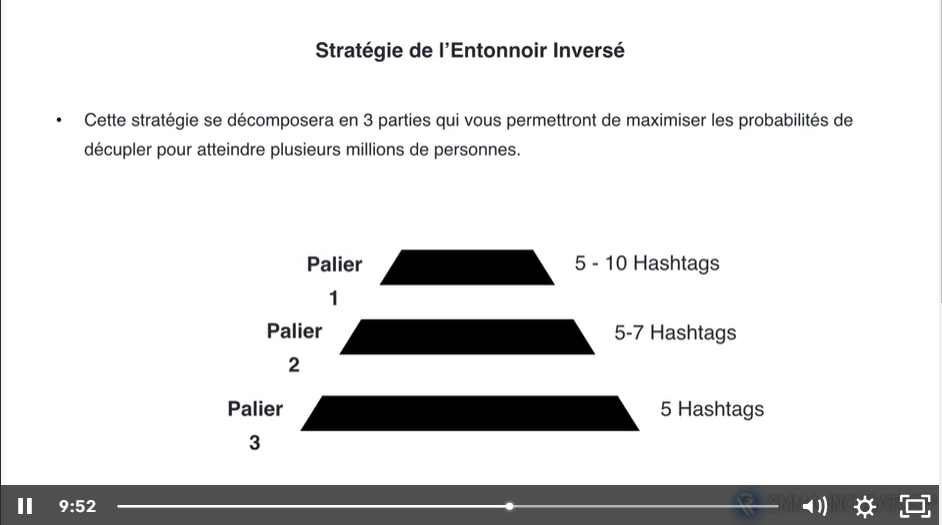 Stratégie de l’Entonnoir Inversé
• Cette stratégie se décomposera en 3 parties qui vous permettront de maximiser les probabilités de
décupler pour atteindre plusieurs millions de personnes.
Palier
1
5 - 10 Hashtags
Palier
2
5-7 Hashtags
Palier
3
5 Hashtags
9:52